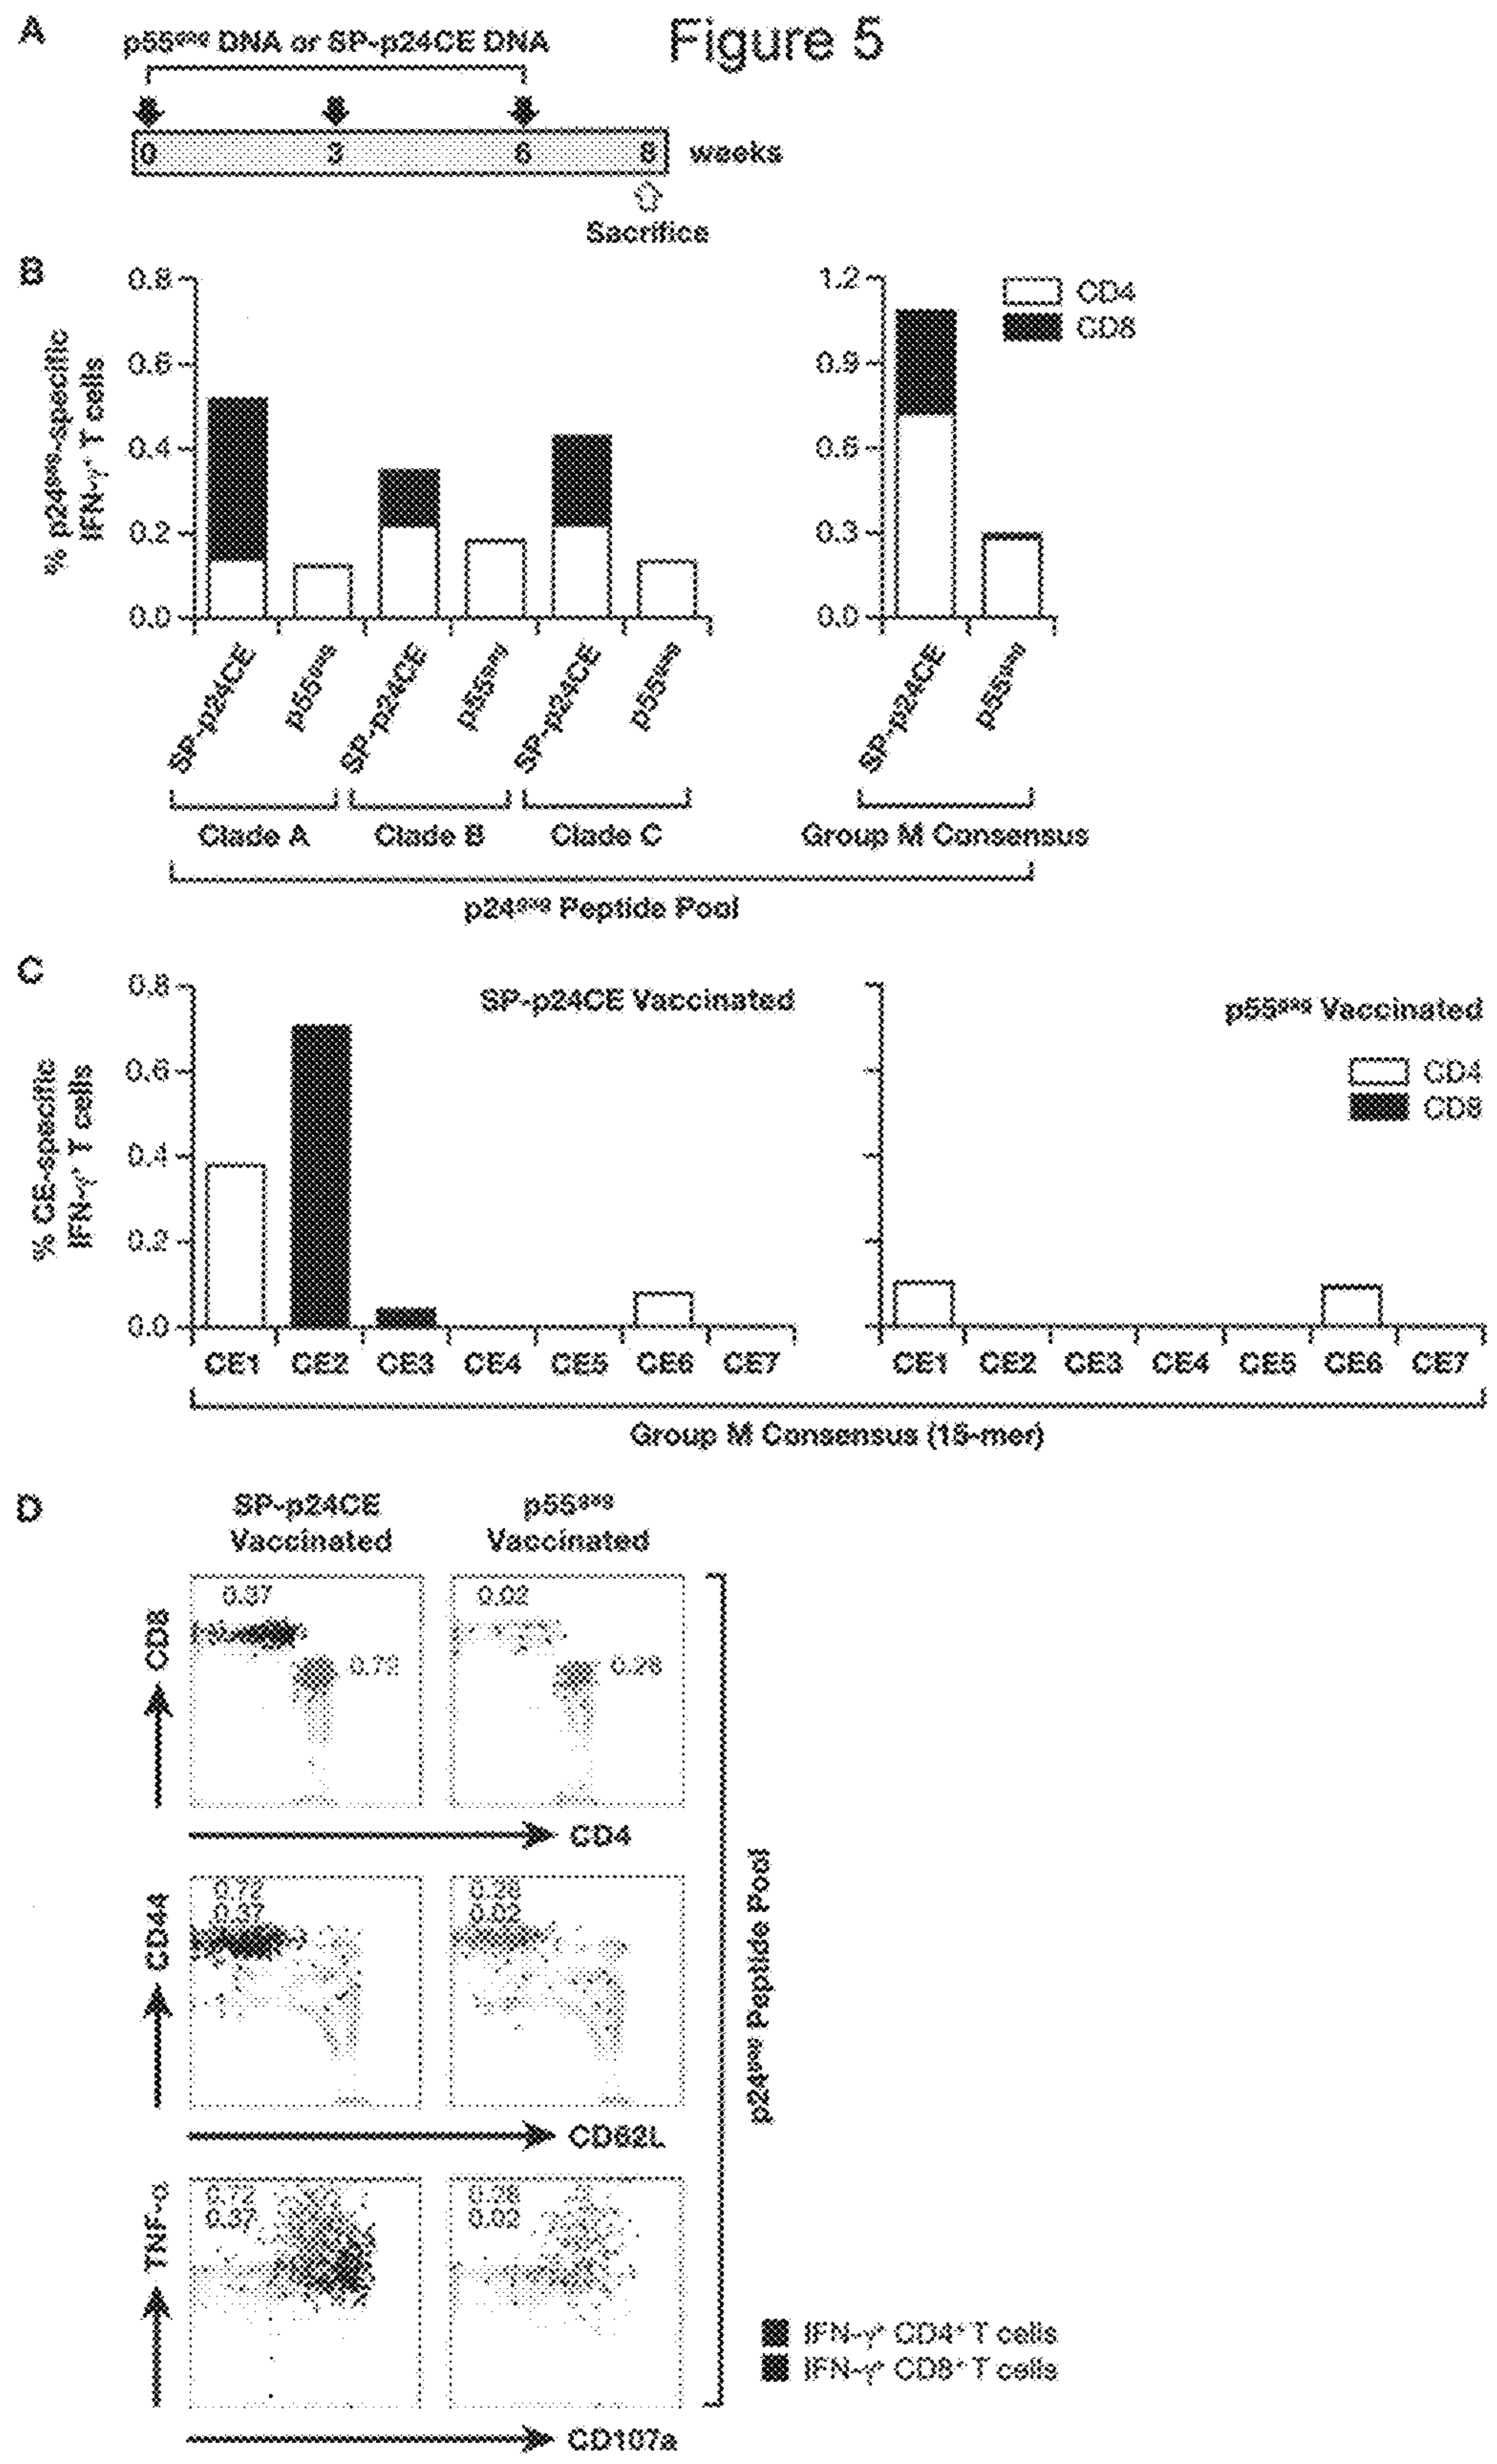 Figure 5
A
p55gag DNA or SP-p24CE DNA
0 3 6 8 weeks
Sacrifice
B
% p24gag-specific
IFN-γ+ T cells
0.8
0.6
0.4
0.2
0.0
1.2
0.9
0.6
0.3
0.0
CD4
CD8
SP-p24CE p55gag SP-p24CE p55gag SP-p24CE p55gag SP-p24CE p55gag
Clade A Clade B Clade C Group M Consensus
p24gag Peptide Pool
C
% CE-specific
IFN-γ+ T cells
0.8
0.6
0.4
0.2
0.0
SP-p24CE Vaccinated
p55gag Vaccinated
CD4
CD8
CE1 CE2 CE3 CE4 CE5 CE6 CE7 CE1 CE2 CE3 CE4 CE5 CE6 CE7
Group M Consensus (15-mer)
D
SP-p24CE
Vaccinated
p55gag
Vaccinated
CD8
0.37
0.72
0.02
0.28
CD4
CD44
0.72
0.37
0.28
0.02
CD62L
TNF-α
0.72
0.37
0.28
0.02
CD107a
p24gag Peptide Pool
IFN-γ+ CD4+ T cells
IFN-γ+ CD8+ T cells